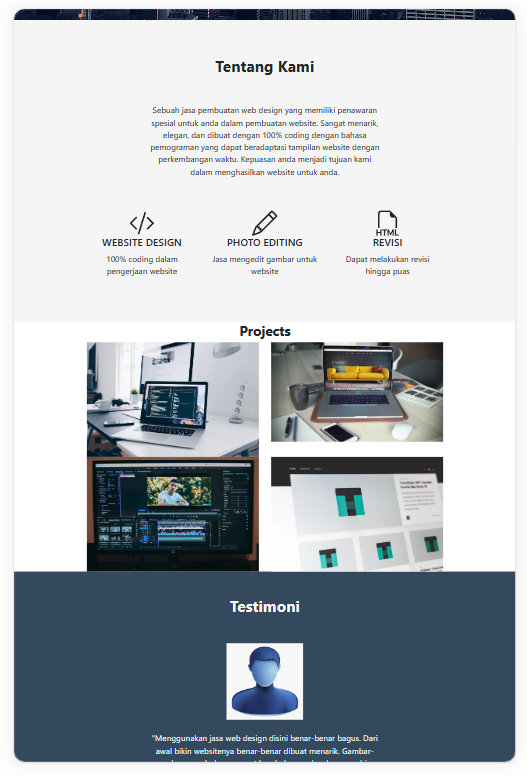 Tentang Kami
Sebuah jasa pembuatan web design yang memiliki penawaran
spesial untuk anda dalam pembuatan website. Sangat menarik,
elegan, dan dibuat dengan 100% coding dengan bahasa
pemograman yang dapat beradaptasi tampilan website dengan
perkembangan waktu. Kepuasan anda menjadi tujuan kami
dalam menghasilkan website untuk anda.
WEBSITE DESIGN
100% coding dalam
pengerjaan website
PHOTO EDITING
Jasa mengedit gambar untuk
website
HTML
REVISI
Dapat melakukan revisi
hingga puas
Projects
Testimoni
"Menggunakan jasa web design disini benar-benar bagus. Dari
awal bikin websitenya benar-benar dibuat menarik. Gambar-